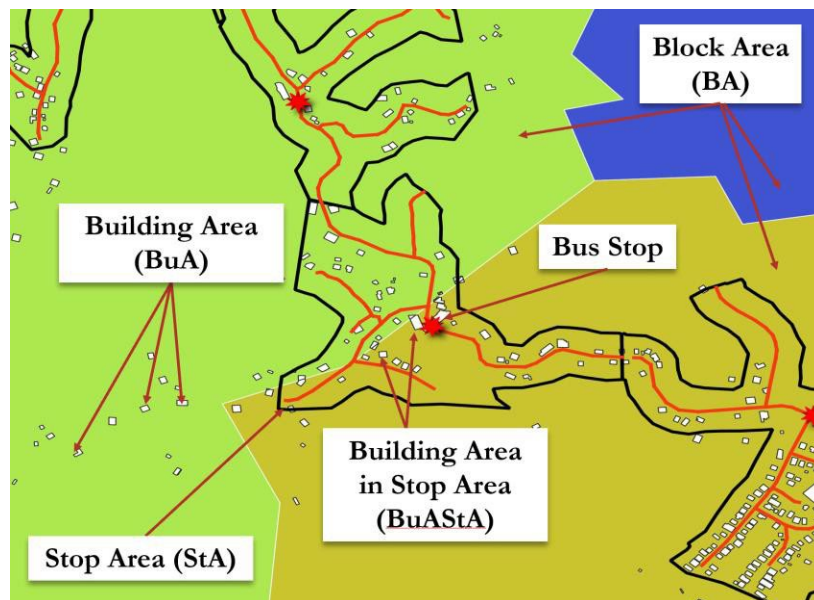 Block Area
(BA)
Building Area
(BuA)
Bus Stop
Building Area
in Stop Area
(BuAStA)
Stop Area (StA)